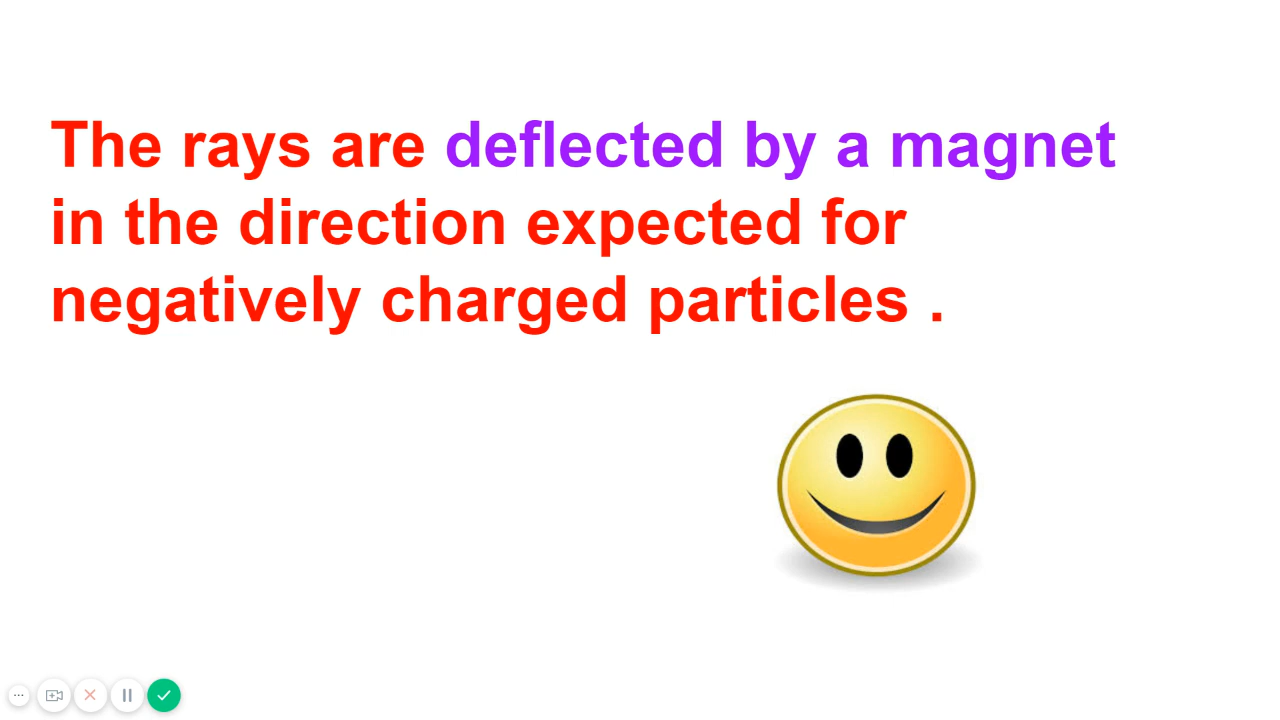 The rays are deflected by a magnet
in the direction expected for
negatively charged particles .